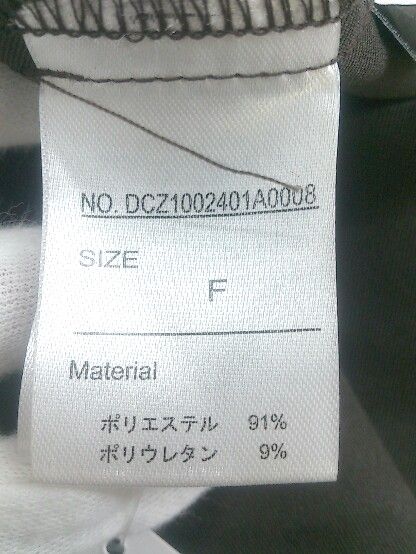 NO. DCZ1002401A0008
SIZE
F
Material
ポリエステル 91%
ポリウレタン 9%